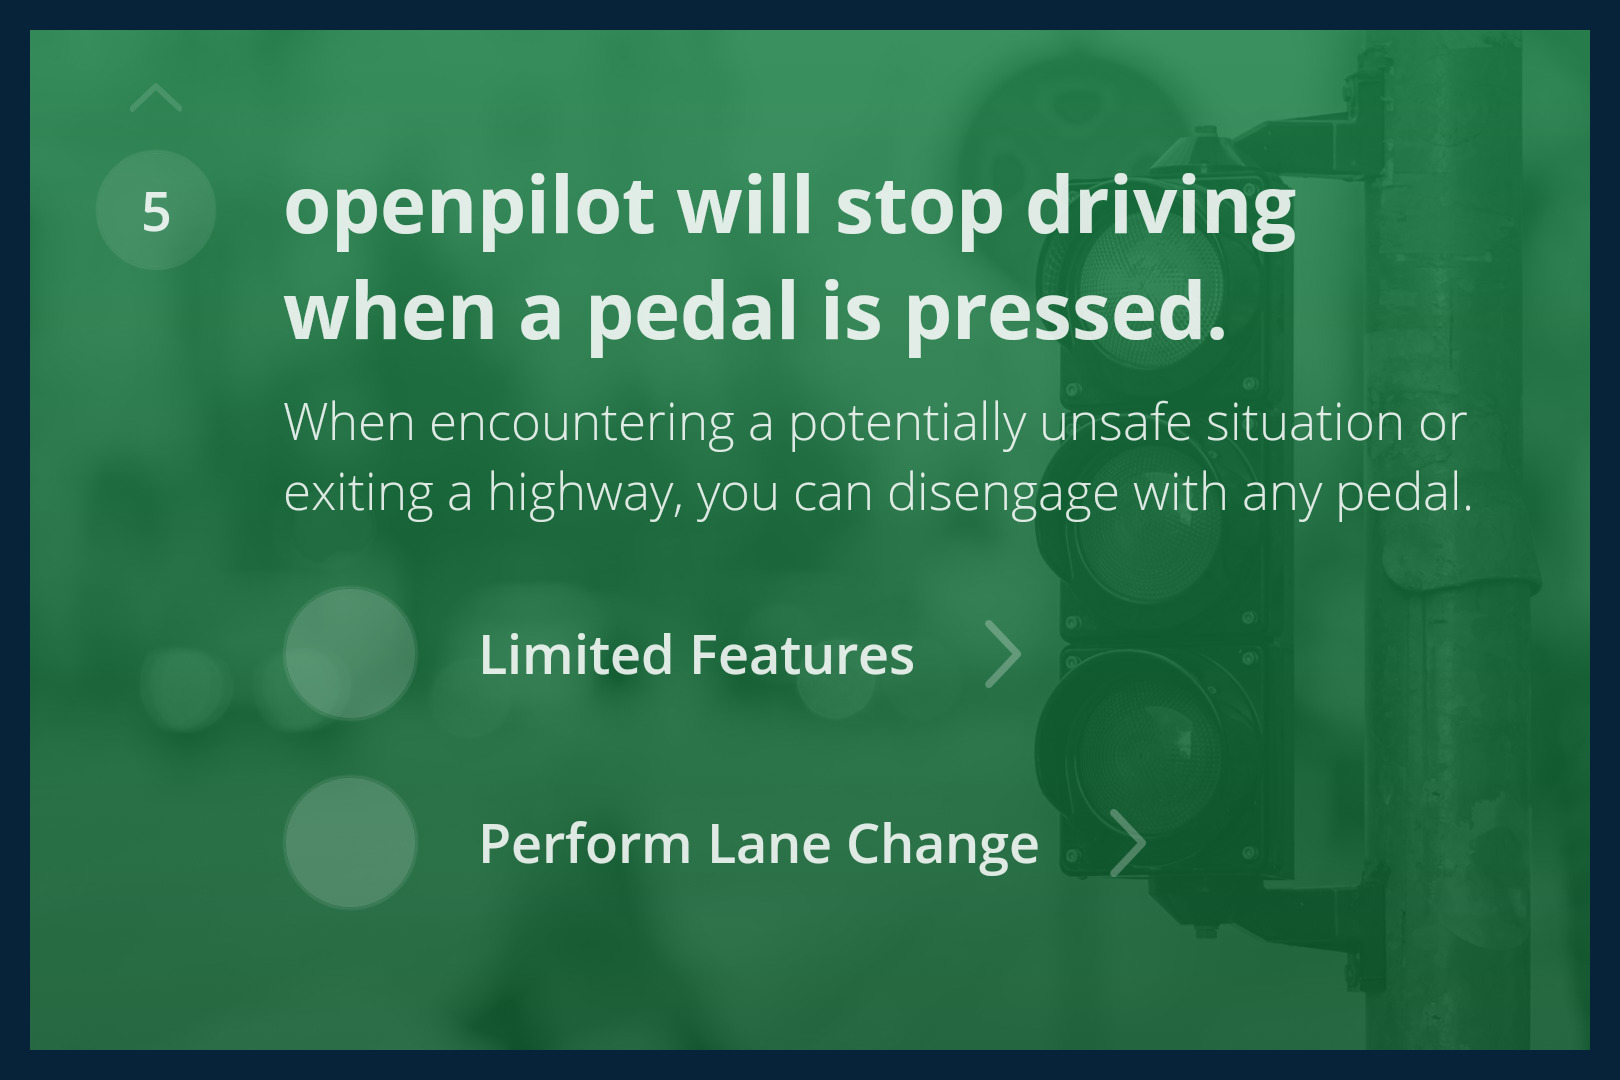 5
openpilot will stop driving
when a pedal is pressed.
When encountering a potentially unsafe situation or
exiting a highway, you can disengage with any pedal.
Limited Features
Perform Lane Change